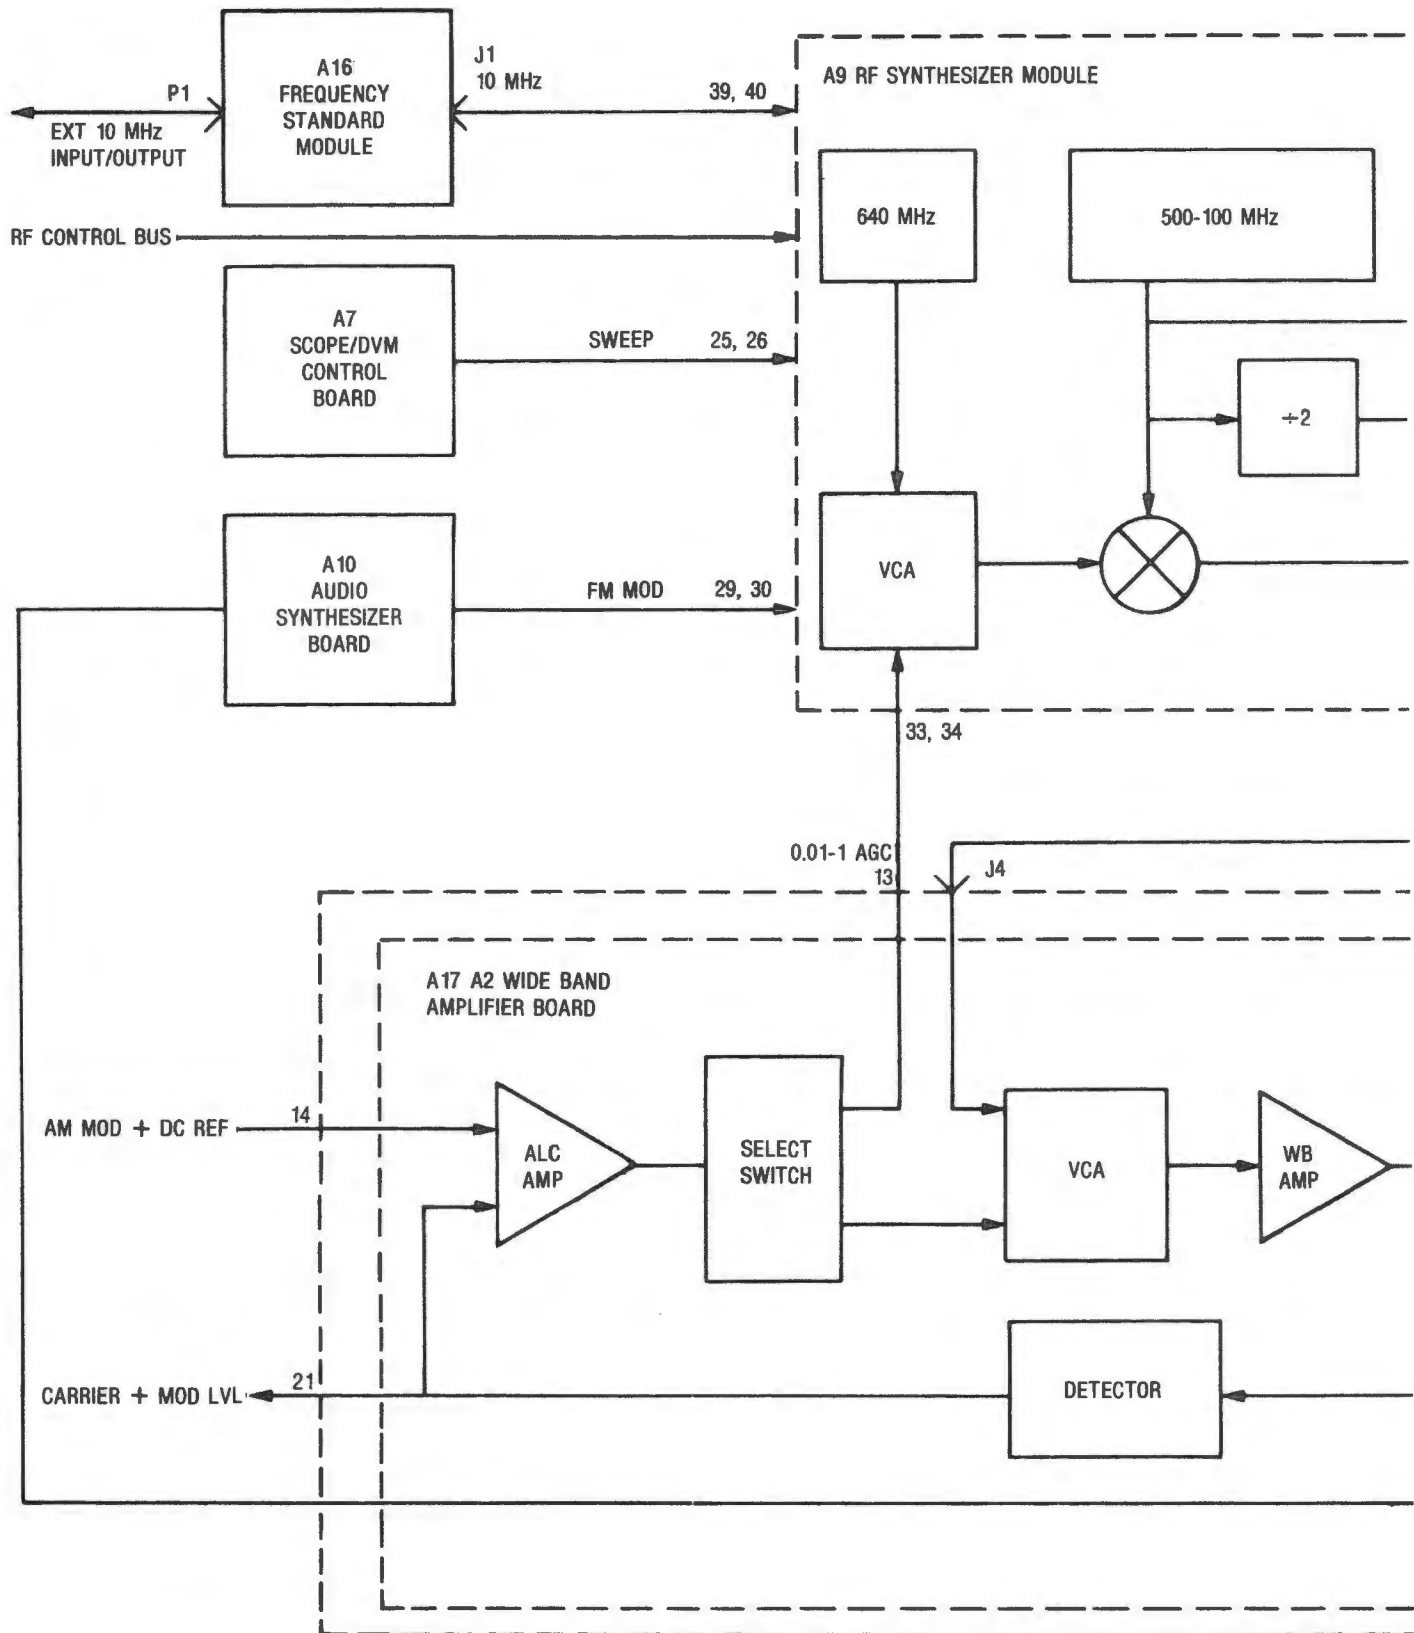 A16
FREQUENCY
STANDARD
MODULE
P1
EXT 10 MHz
INPUT/OUTPUT
J1
10 MHz
39, 40
A9 RF SYNTHESIZER MODULE
640 MHz
500-100 MHz
RF CONTROL BUS
A7
SCOPE/DVM
CONTROL
BOARD
SWEEP
25, 26
÷2
A10
AUDIO
SYNTHESIZER
BOARD
FM MOD
29, 30
VCA
33, 34
0.01-1 AGC
13
J4
A17 A2 WIDE BAND
AMPLIFIER BOARD
AM MOD + DC REF
14
ALC
AMP
SELECT
SWITCH
VCA
WB
AMP
CARRIER + MOD LVL
21
DETECTOR